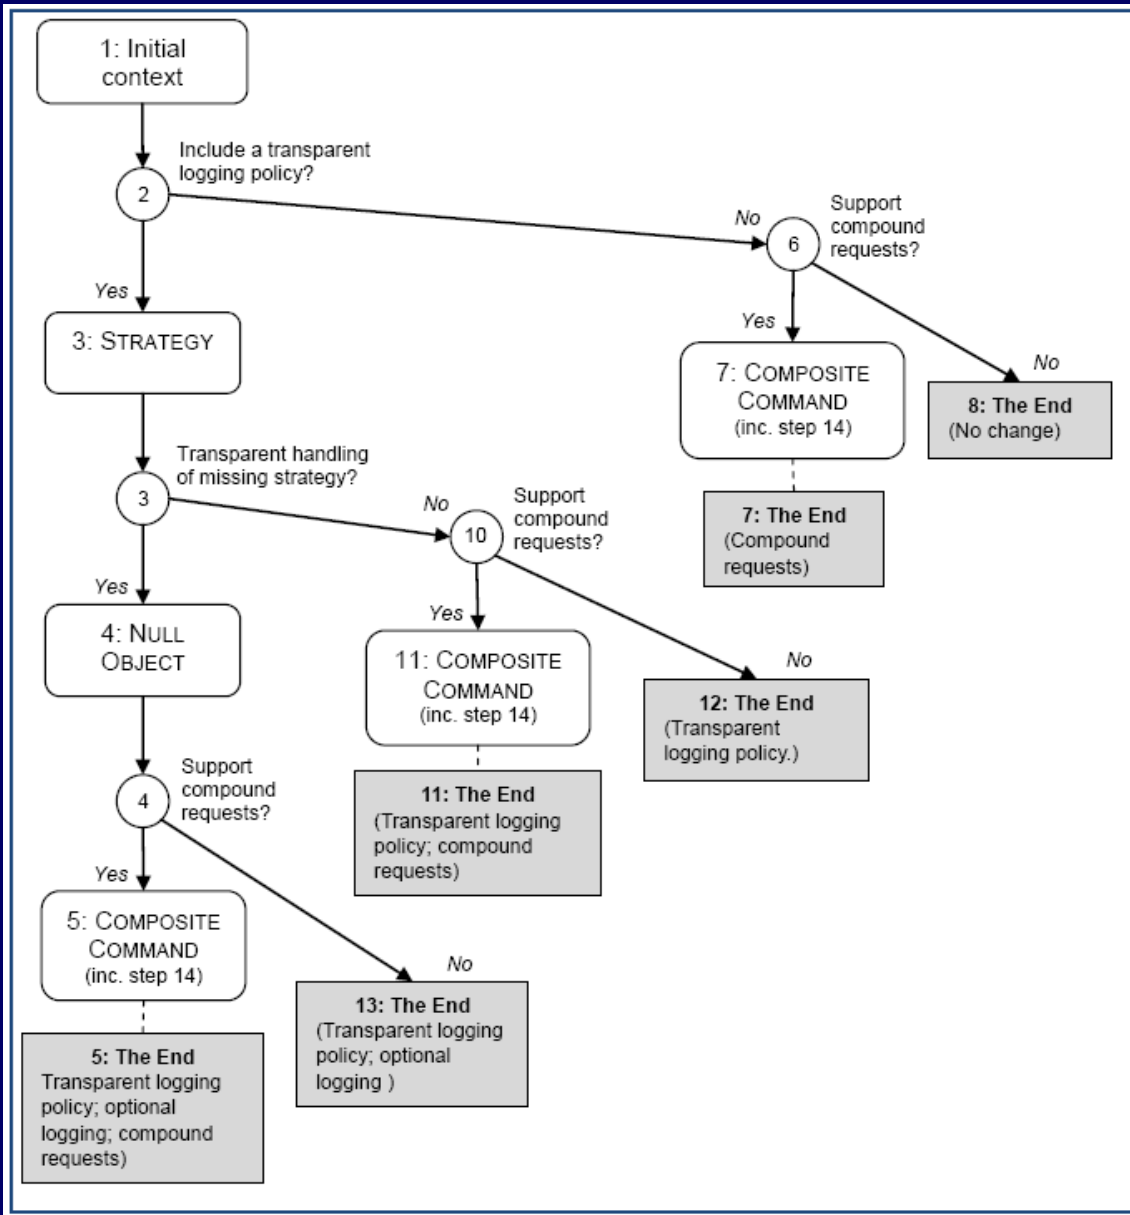 1: Initial
context
Include a transparent
logging policy?
2
No
Support
compound
requests?
6
Yes
3: STRATEGY
Yes
7: COMPOSITE
COMMAND
(inc. step 14)
No
8: The End
(No change)
Transparent handling
of missing strategy?
3
No
Support
compound
requests?
10
7: The End
(Compound
requests)
Yes
4: NULL
OBJECT
Yes
11: COMPOSITE
COMMAND
(inc. step 14)
No
12: The End
(Transparent
logging policy.)
Support
compound
requests?
4
11: The End
(Transparent logging
policy; compound
requests)
Yes
5: COMPOSITE
COMMAND
(inc. step 14)
No
13: The End
(Transparent logging
policy; optional
logging )
5: The End
Transparent logging
policy; optional
logging; compound
requests)